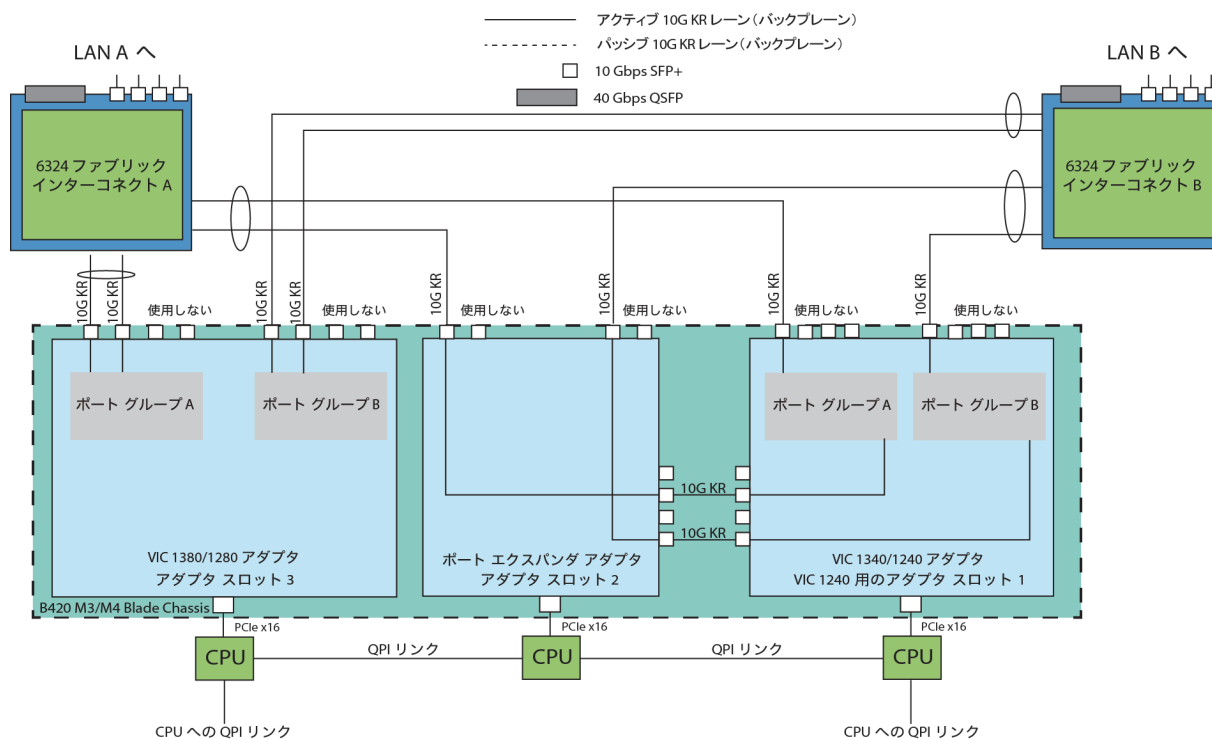 アクティブ 10G KR レーン（バックプレーン）
パッシブ 10G KR レーン（バックプレーン）
10 Gbps SFP+
40 Gbps QSFP
LAN A へ
LAN B へ
6324 ファブリック
インターコネクト A
6324 ファブリック
インターコネクト B
10G KR
10G KR
使用しない
10G KR
10G KR
使用しない
10G KR
使用しない
10G KR
使用しない
10G KR
使用しない
10G KR
使用しない
ポート グループ A
ポート グループ B
ポート グループ A
ポート グループ B
10G KR
10G KR
VIC 1380/1280 アダプタ
アダプタ スロット 3
ポート エクスパンダ アダプタ
アダプタ スロット 2
VIC 1340/1240 アダプタ
VIC 1240 用のアダプタ スロット 1
B420 M3/M4 Blade Chassis
PCIe x16
PCIe x16
PCIe x16
CPU
QPI リンク
CPU
QPI リンク
CPU
CPU への QPI リンク
CPU への QPI リンク